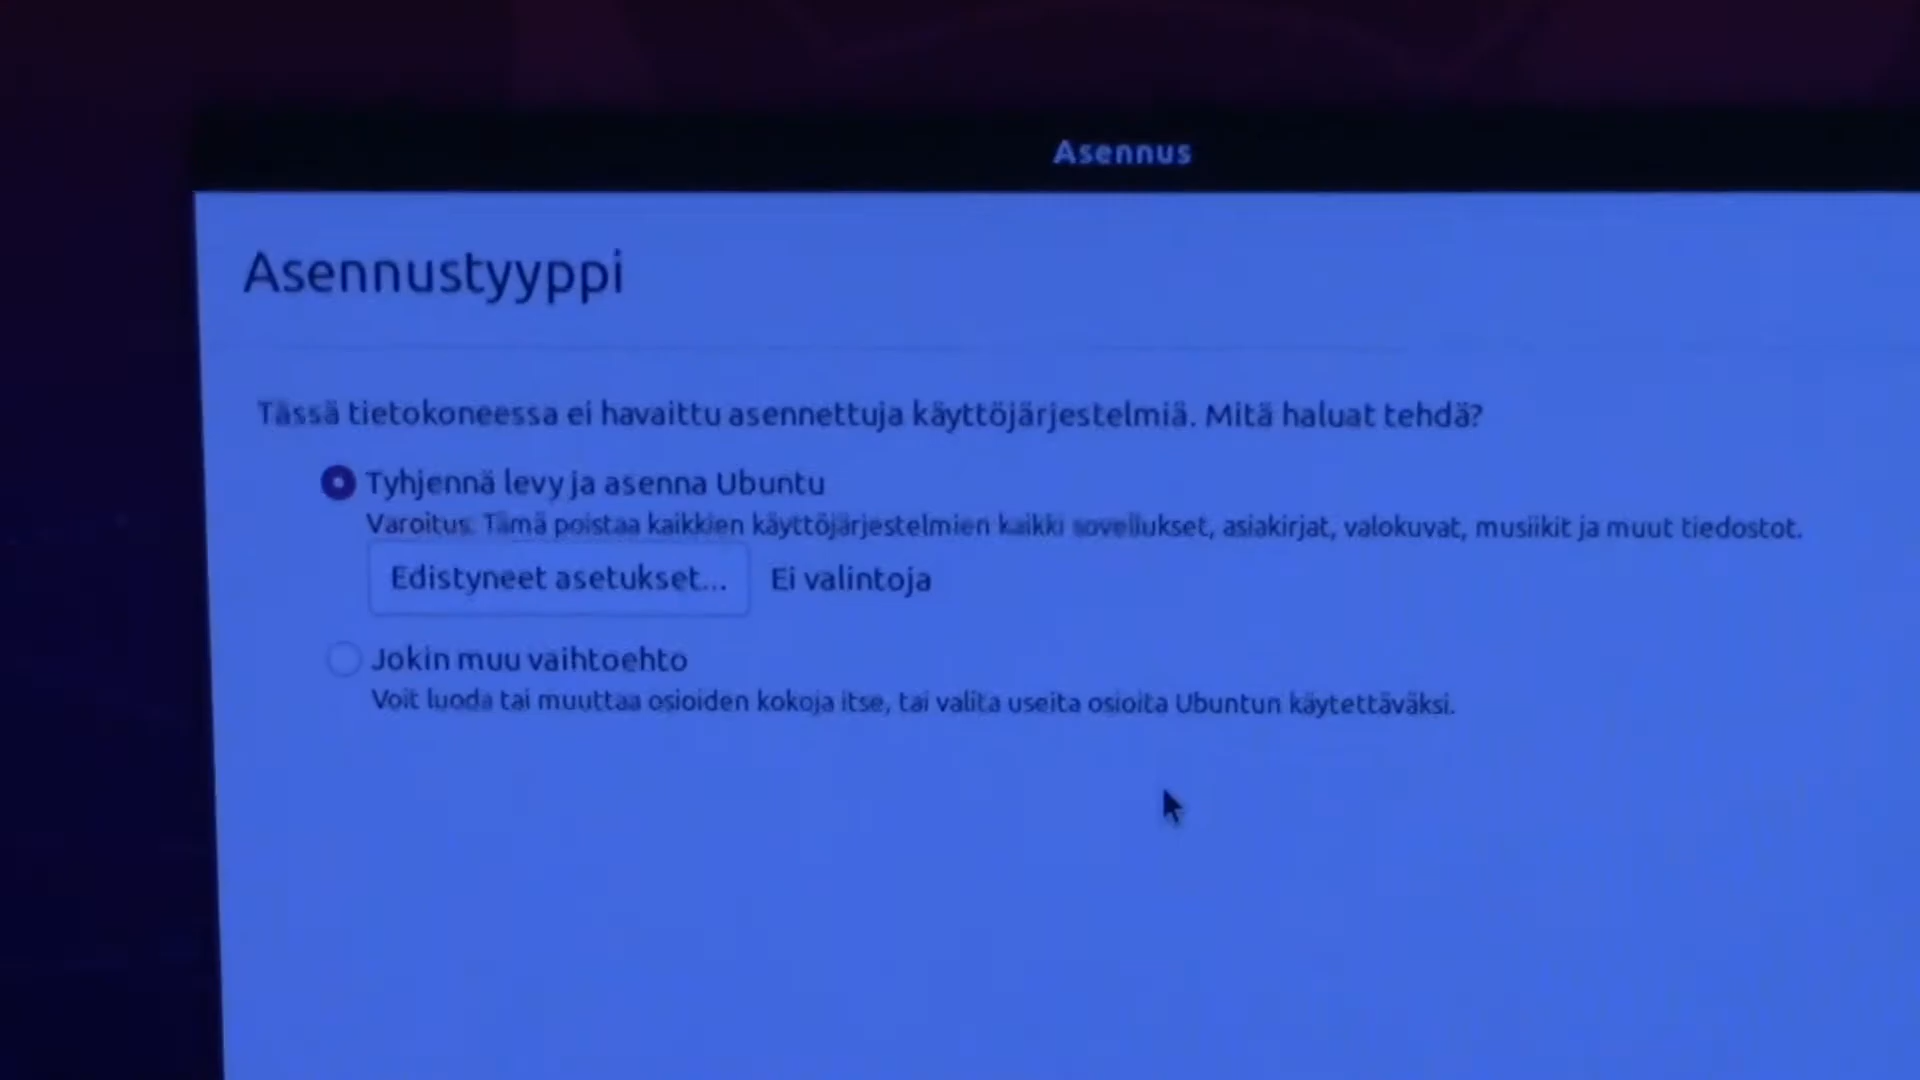 Asennus
Asennustyyppi
Tässä tietokoneessa ei havaittu asennettuja käyttöjärjestelmiä. Mitä haluat tehdä?
Tyhjennä levy ja asenna Ubuntu
Varoitus: Tämä poistaa kaikkien käyttöjärjestelmien kaikki sovellukset, asiakirjat, valokuvat, musiikit ja muut tiedostot.
Edistyneet asetukset... Ei valintoja
Jokin muu vaihtoehto
Voit luoda tai muuttaa osioiden kokoja itse, tai valita useita osioita Ubuntun käytettäväksi.